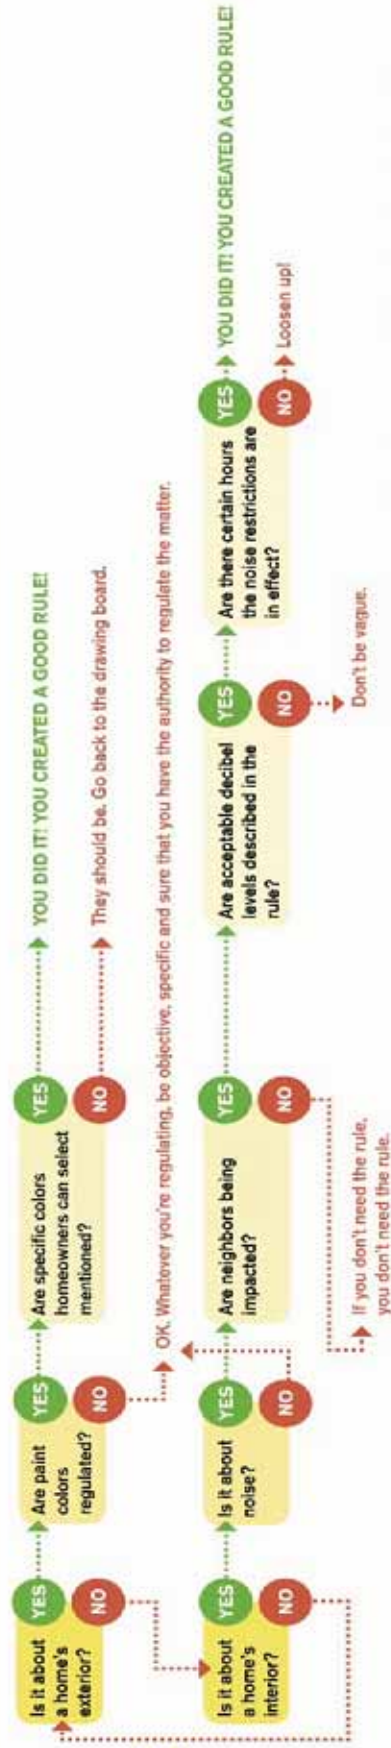 Is it about
a home's
exterior?
YES
NO
Are paint
colors
regulated?
YES
NO
Are specific colors
homeowners can select
mentioned?
YES
NO
YOU DID IT! YOU CREATED A GOOD RULE!
They should be. Go back to the drawing board.
OK. Whatever you're regulating, be objective, specific and sure that you have the authority to regulate the matter.
Is it about
a home's
interior?
YES
NO
Is it about
noise?
YES
NO
Are neighbors being
impacted?
YES
NO
If you don't need the rule,
you don't need the rule.
Are acceptable decibel
levels described in the
rule?
YES
NO
Don't be vague.
Are there certain hours
the noise restrictions are
in effect?
YES
NO
YOU DID IT! YOU CREATED A GOOD RULE!
Loosen up!